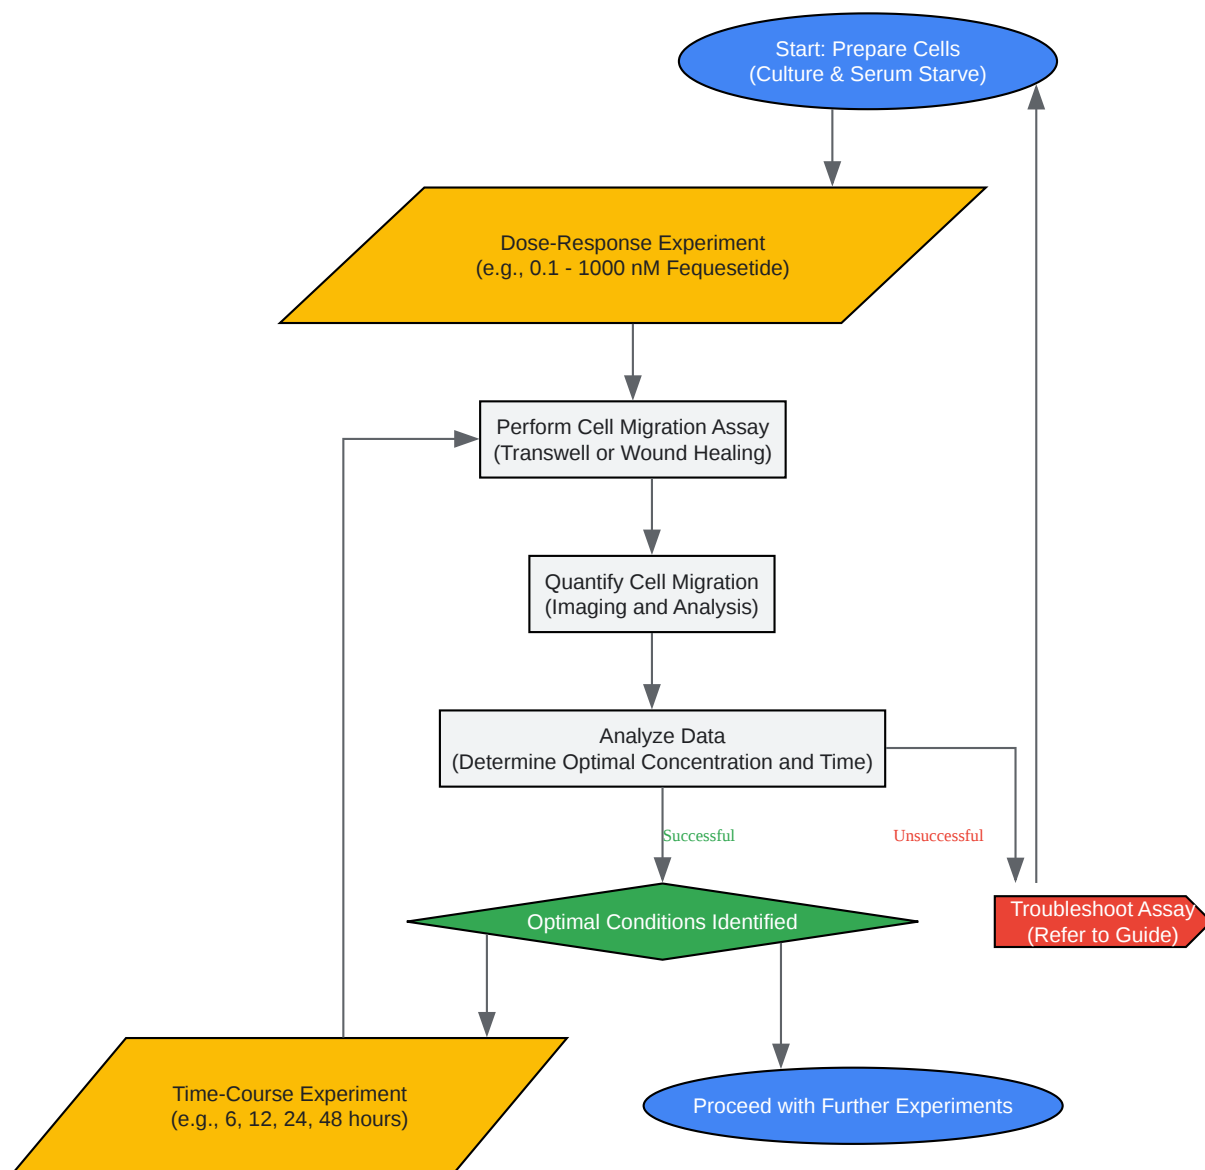 Start: Prepare Cells
(Culture & Serum Starve)
Dose-Response Experiment
(e.g., 0.1 - 1000 nM Fequesetide)
Perform Cell Migration Assay
(Transwell or Wound Healing)
Quantify Cell Migration
(Imaging and Analysis)
Analyze Data
(Determine Optimal Concentration and Time)
Successful
Unsuccessful
Optimal Conditions Identified
Troubleshoot Assay
(Refer to Guide)
Time-Course Experiment
(e.g., 6, 12, 24, 48 hours)
Proceed with Further Experiments